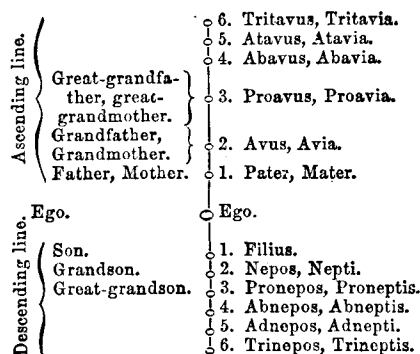 Ascending line.
6. Tritavus, Tritavia.
5. Atavus, Atavia.
4. Abavus, Abavia.
Great-grandfa-
ther, great-
grandmother.
3. Proavus, Proavia.
Grandfather,
Grandmother.
2. Avus, Avia.
Father, Mother.
1. Pater, Mater.
Ego.
Ego.
Descending line.
Son.
1. Filius.
Grandson.
2. Nepos, Nepti.
Great-grandson.
3. Pronepos, Proneptis.
4. Abnepos, Abneptis.
5. Adnepos, Adnepti.
6. Trinepos, Trineptis.